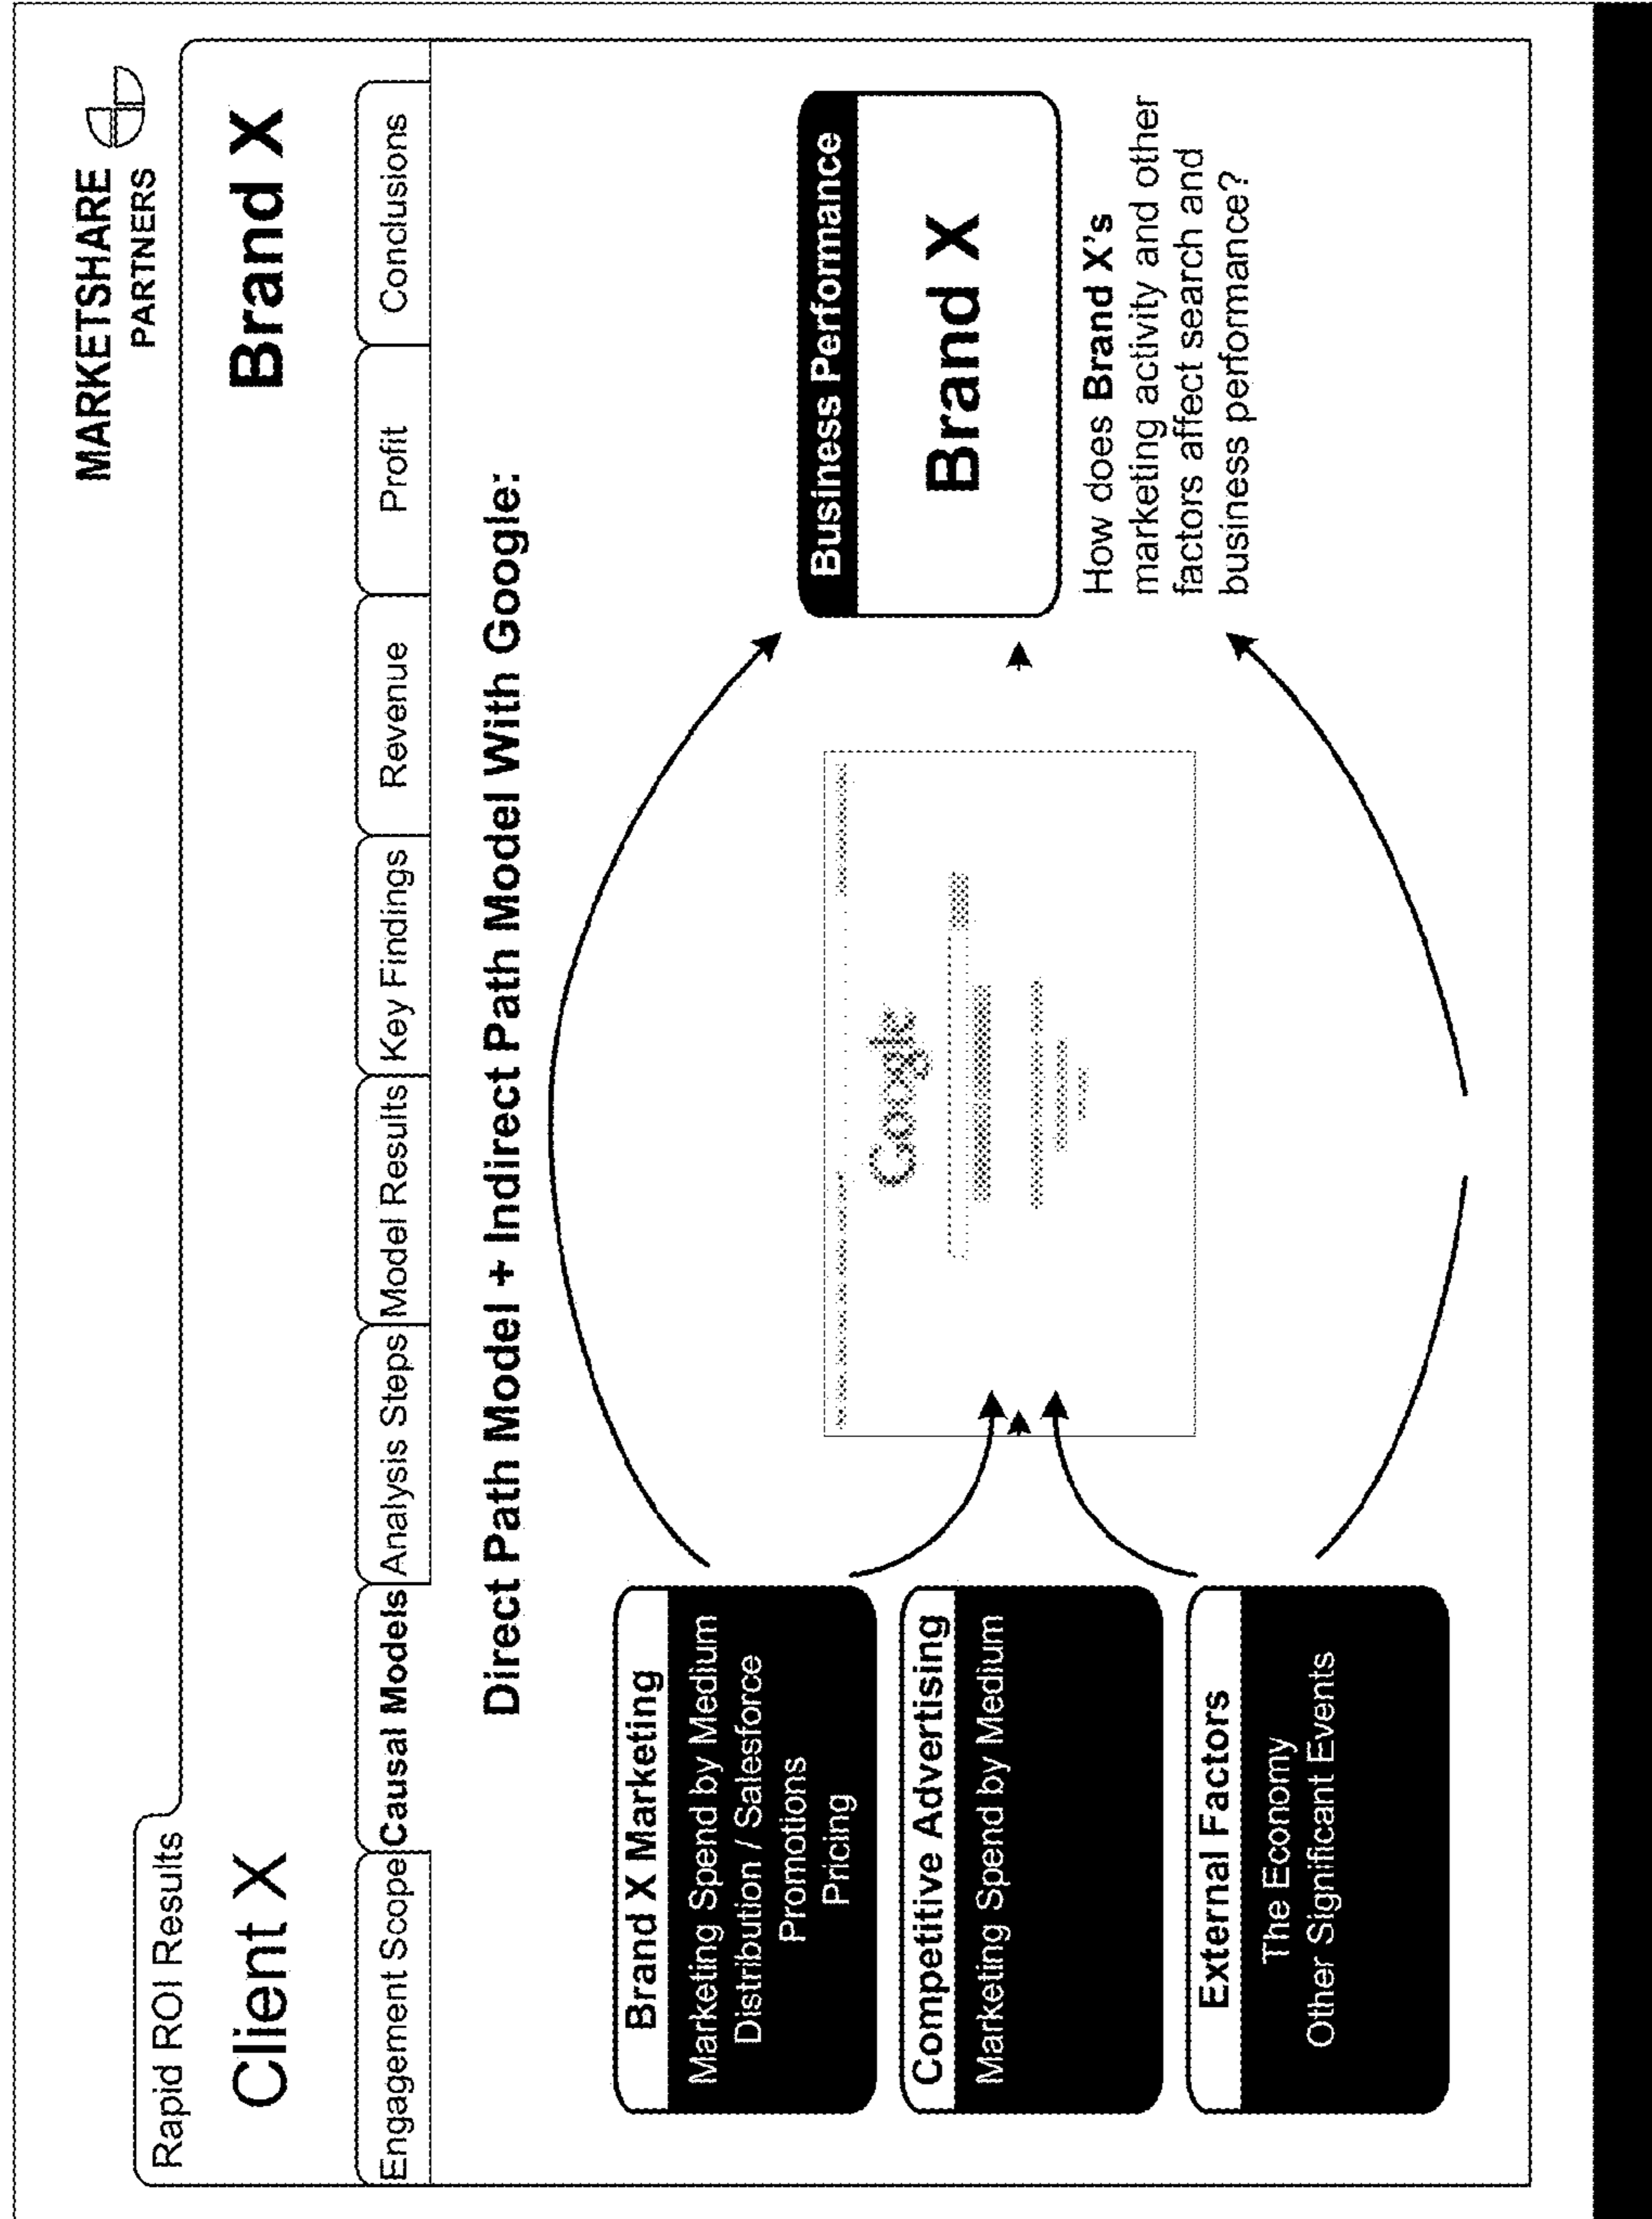 MARKETSHARE
PARTNERS
Rapid ROI Results
Client X
Brand X
Engagement Scope
Causal Models
Analysis Steps
Model Results
Key Findings
Revenue
Profit
Conclusions
Direct Path Model + Indirect Path Model With Google:
Brand X Marketing
Marketing Spend by Medium
Distribution / Salesforce
Promotions
Pricing
Competitive Advertising
Marketing Spend by Medium
External Factors
The Economy
Other Significant Events
Google
Business Performance
Brand X
How does Brand X's
marketing activity and other
factors affect search and
business performance?